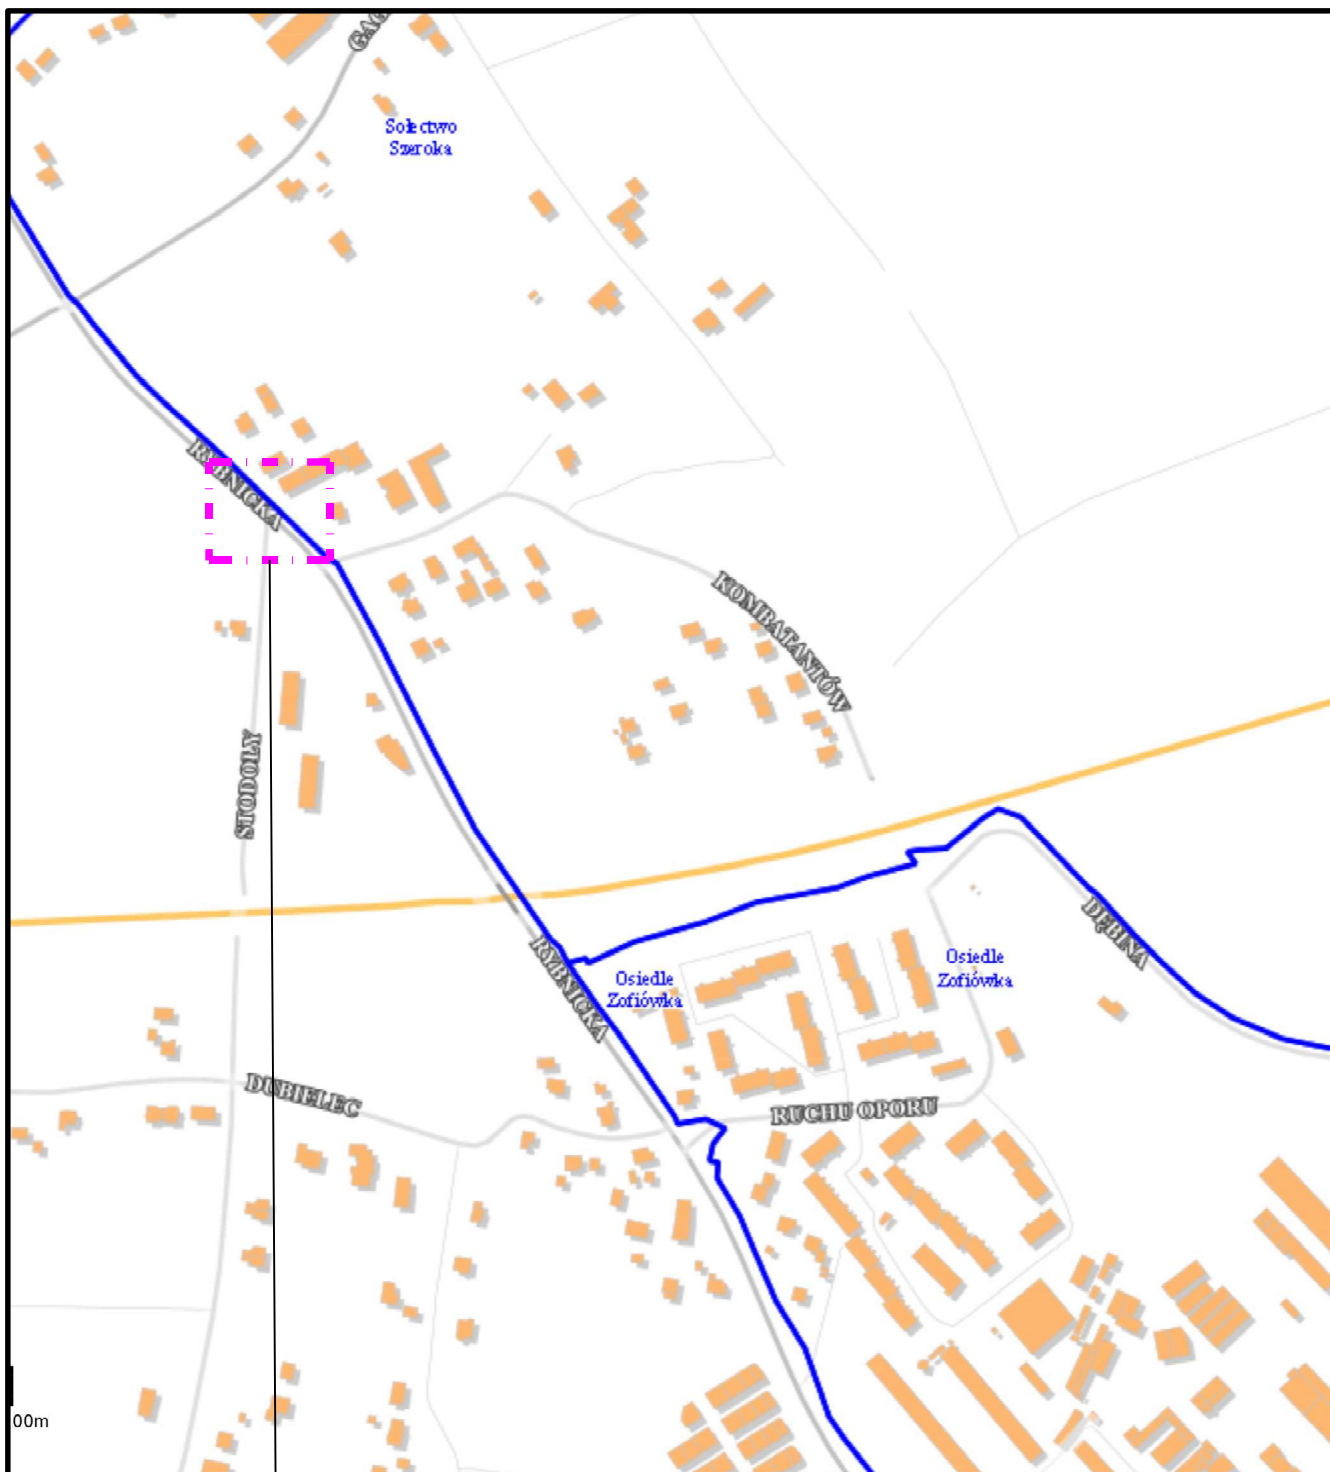 Sołectwo
Szeroka
RYBNICKA
KOMBATANTÓW
STODOŁY
RYBNICKA
Osiedle
Zofiówka
Osiedle
Zofiówka
DĘBINA
DUBIELEC
RUCHU OPORU
00m